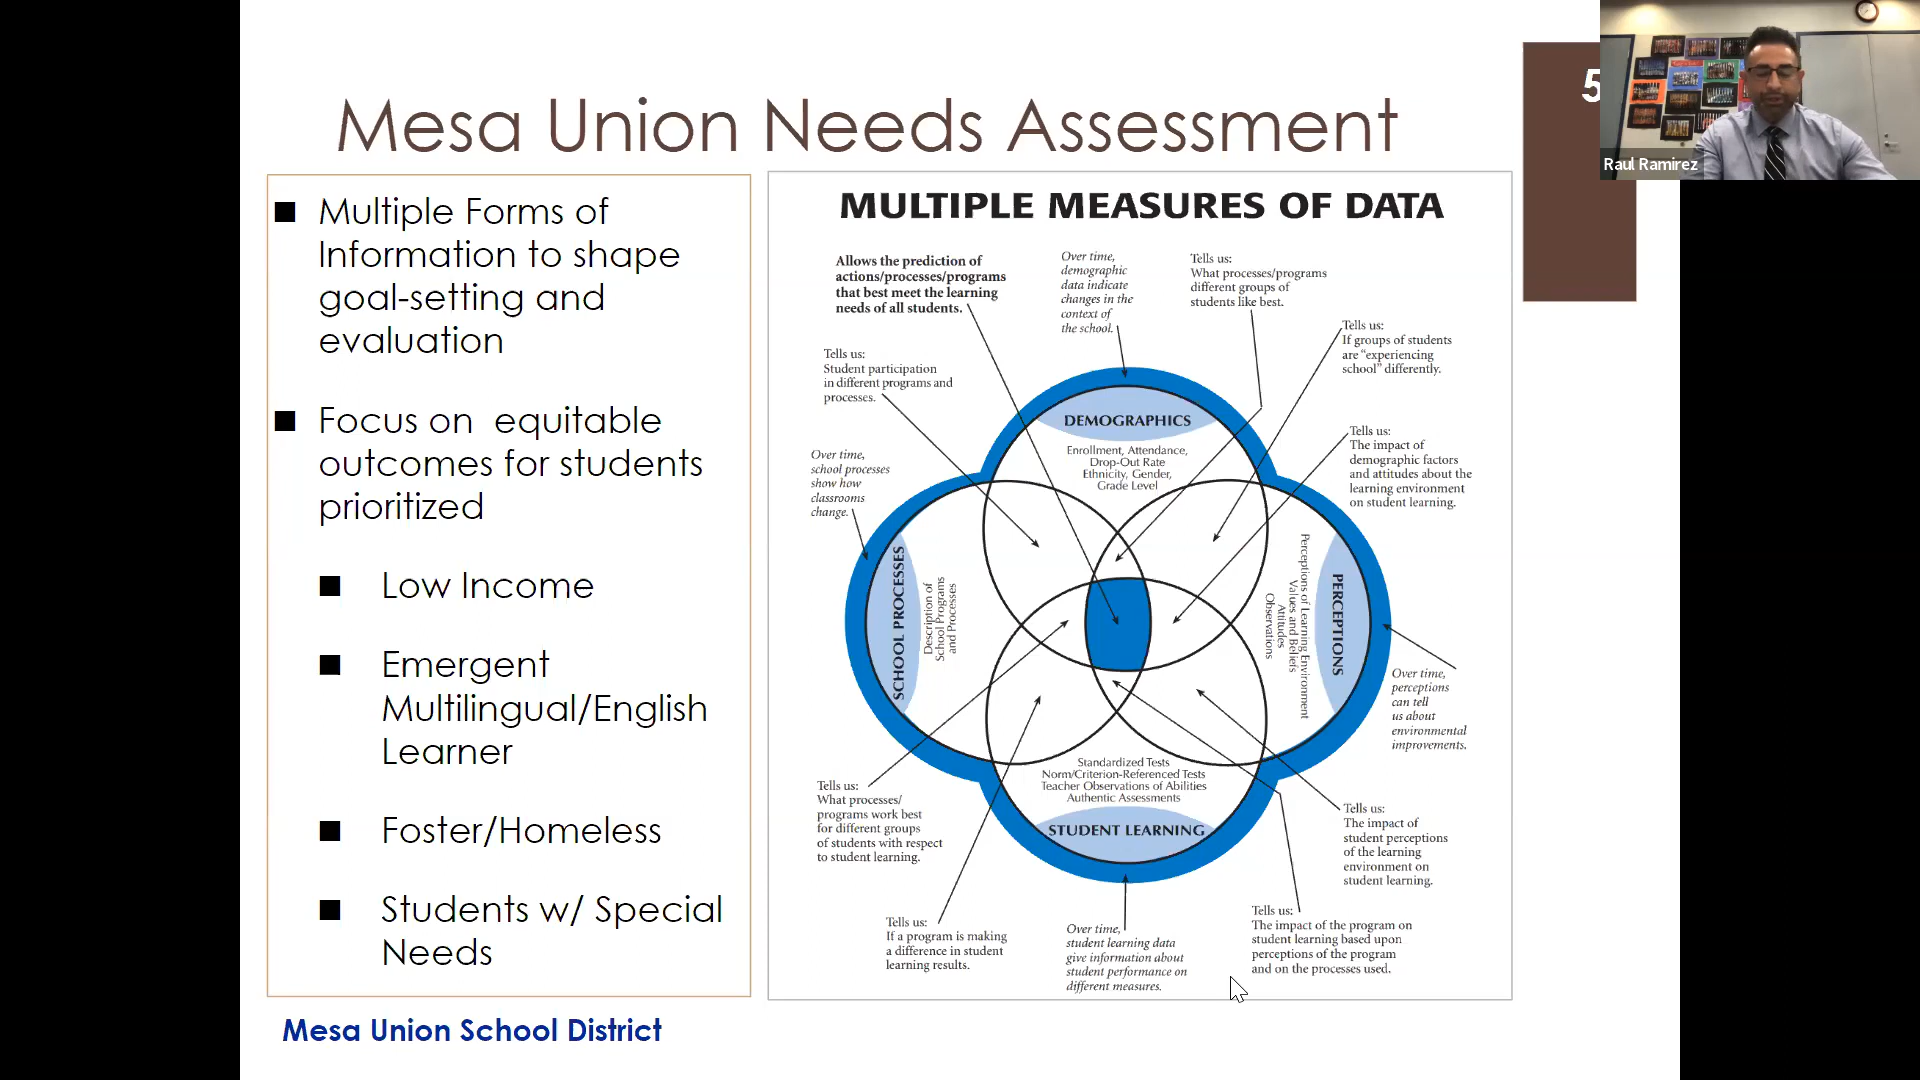 Mesa Union Needs Assessment
5
Raul Ramirez
■ Multiple Forms of
Information to shape
goal-setting and
evaluation
■ Focus on equitable
outcomes for students
prioritized
■ Low Income
■ Emergent
Multilingual/English
Learner
■ Foster/Homeless
■ Students w/ Special
Needs
Mesa Union School District
MULTIPLE MEASURES OF DATA
Allows the prediction of
actions/processes/programs
that best meet the learning
needs of all students.
Over time,
demographic
data indicate
changes in the
context of
the school.
Tells us:
What processes/programs
different groups of
students like best.
Tells us:
If groups of students
are “experiencing
school” differently.
Tells us:
Student participation
in different programs and
processes.
Tells us:
The impact of
demographic factors
and attitudes about the
learning environment
on student learning.
Over time,
school processes
show how
classrooms
change.
DEMOGRAPHICS
Enrollment, Attendance,
Drop-Out Rate
Ethnicity, Gender,
Grade Level
SCHOOL PROCESSES
Description of
School Programs
and Processes
PERCEPTIONS
Perceptions of Learning Environment
Values and Beliefs
Attitudes
Observations
Over time,
perceptions
can tell
us about
environmental
improvements.
Standardized Tests
Norm/Criterion-Referenced Tests
Teacher Observations of Abilities
Authentic Assessments
STUDENT LEARNING
Tells us:
What processes/
programs work best
for different groups
of students with respect
to student learning.
Tells us:
The impact of
student perceptions
of the learning
environment on
student learning.
Tells us:
If a program is making
a difference in student
learning results.
Over time,
student learning data
give information about
student performance on
different measures.
Tells us:
The impact of the program on
student learning based upon
perceptions of the program
and on the processes used.